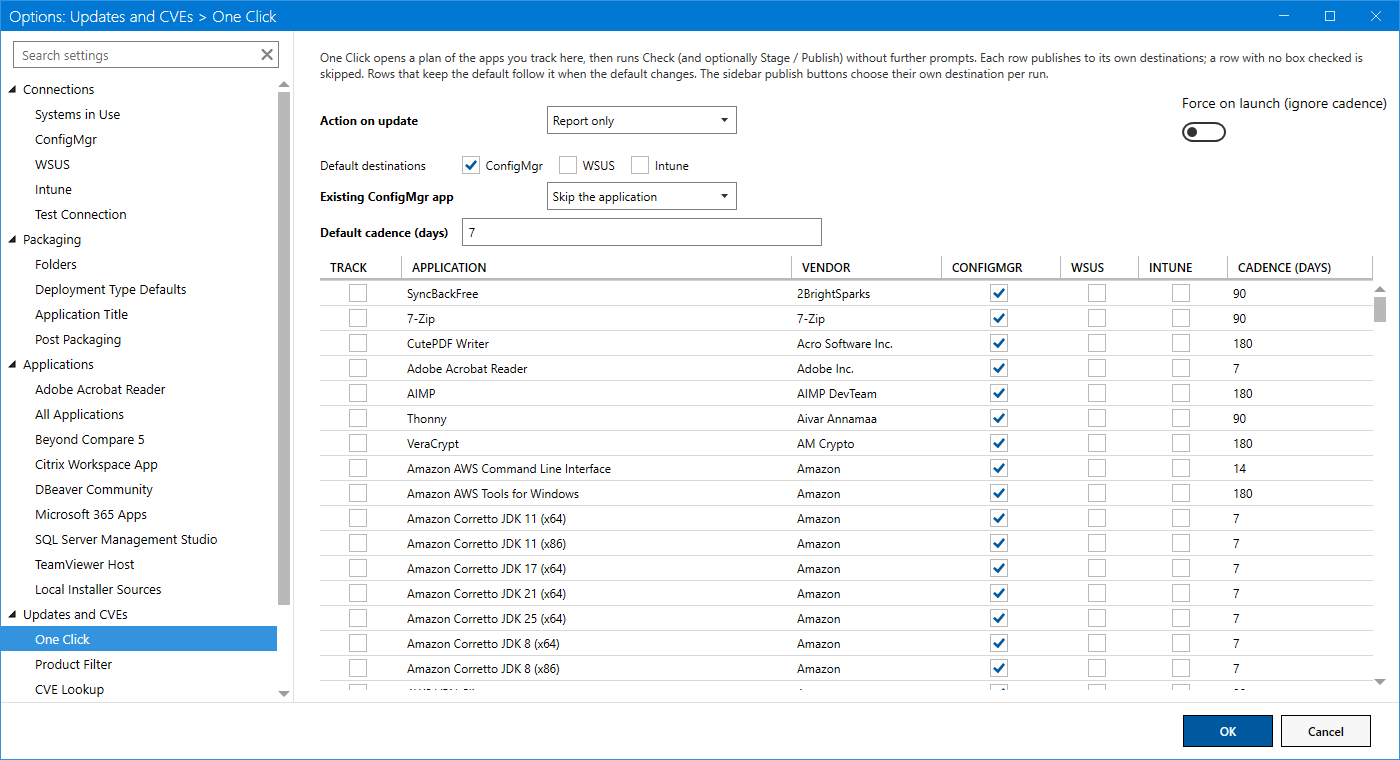 Options: Updates and CVEs > One Click
Search settings
Connections
Systems in Use
ConfigMgr
WSUS
Intune
Test Connection
Packaging
Folders
Deployment Type Defaults
Application Title
Post Packaging
Applications
Adobe Acrobat Reader
All Applications
Beyond Compare 5
Citrix Workspace App
DBeaver Community
Microsoft 365 Apps
SQL Server Management Studio
TeamViewer Host
Local Installer Sources
Updates and CVEs
One Click
Product Filter
CVE Lookup
One Click opens a plan of the apps you track here, then runs Check (and optionally Stage / Publish) without further prompts. Each row publishes to its own destinations; a row with no box checked is
skipped. Rows that keep the default follow it when the default changes. The sidebar publish buttons choose their own destination per run.
Force on launch (ignore cadence)
Action on update Report only
Default destinations ConfigMgr WSUS Intune
Existing ConfigMgr app Skip the application
Default cadence (days) 7
TRACK APPLICATION VENDOR CONFIGMGR WSUS INTUNE CADENCE (DAYS)
SyncBackFree 2BrightSparks 90
7-Zip 7-Zip 90
CutePDF Writer Acro Software Inc. 180
Adobe Acrobat Reader Adobe Inc. 7
AIMP AIMP DevTeam 180
Thonny Aivar Annamaa 90
VeraCrypt AM Crypto 180
Amazon AWS Command Line Interface Amazon 14
Amazon AWS Tools for Windows Amazon 180
Amazon Corretto JDK 11 (x64) Amazon 7
Amazon Corretto JDK 11 (x86) Amazon 7
Amazon Corretto JDK 17 (x64) Amazon 7
Amazon Corretto JDK 21 (x64) Amazon 7
Amazon Corretto JDK 25 (x64) Amazon 7
Amazon Corretto JDK 8 (x64) Amazon 7
Amazon Corretto JDK 8 (x86) Amazon 7
OK Cancel